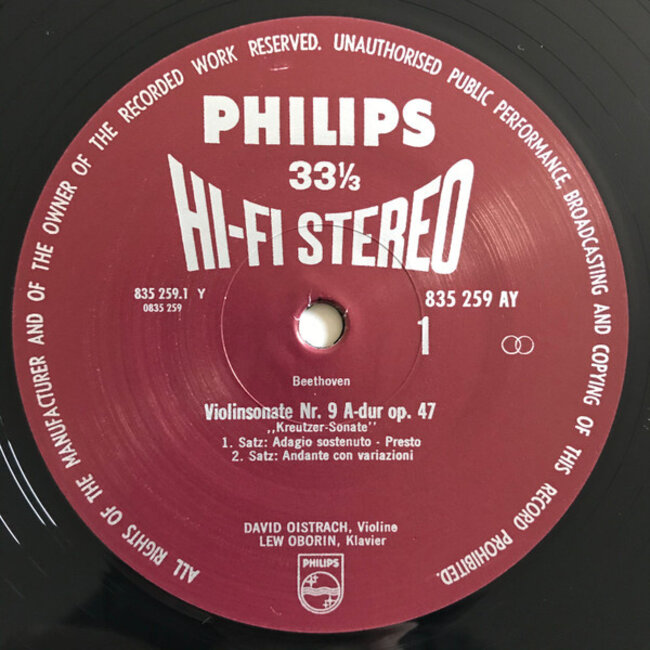 ALL RIGHTS OF THE MANUFACTURER AND OF THE OWNER OF THE RECORDED WORK RESERVED. UNAUTHORISED PUBLIC PERFORMANCE, BROADCASTING AND COPYING OF THIS RECORD PROHIBITED.
PHILIPS
33⅓
HI-FI STEREO
835 259.1 Y
0835 259
835 259 AY
1
Beethoven
Violinsonate Nr. 9 A-dur op. 47
,,Kreutzer-Sonate''
1. Satz: Adagio sostenuto - Presto
2. Satz: Andante con variazioni
DAVID OISTRACH, Violine
LEW OBORIN, Klavier
PHILIPS